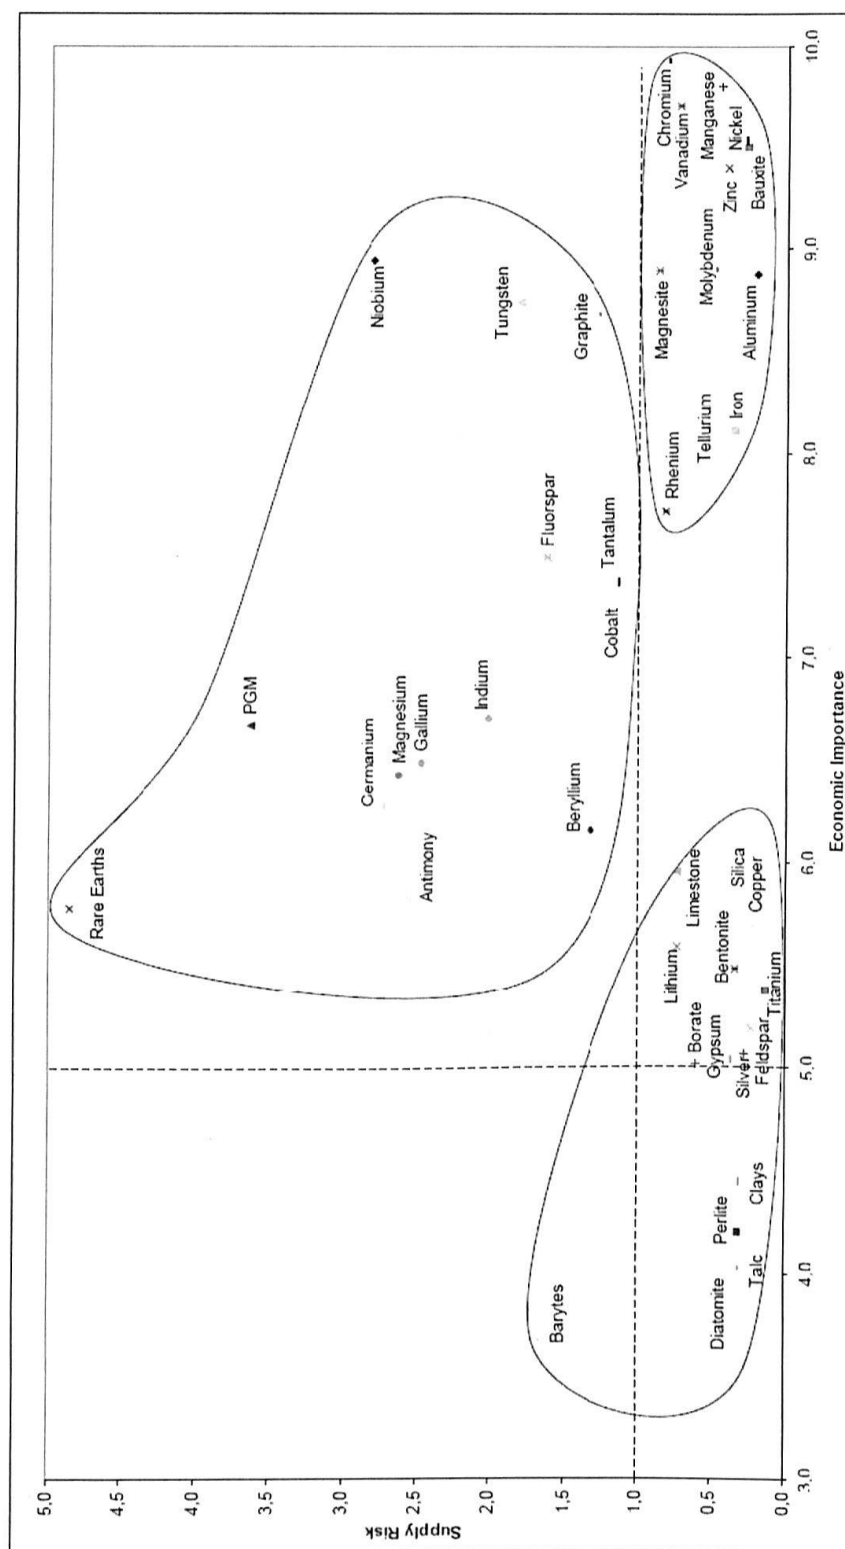 Supply Risk
5,0
4,5
4,0
3,5
3,0
2,5
2,0
1,5
1,0
0,5
0,0
Rare Earths
PGM
Niobium
Germanium
Magnesium
Gallium
Antimony
Indium
Tungsten
Fluorspar
Graphite
Beryllium
Cobalt
Tantalum
Barytes
Rhenium
Magnesite
Chromium
Vanadium
Tellurium
Molybdenum
Manganese
Iron
Zinc
Nickel
Aluminum
Bauxite
Lithium
Limestone
Borate
Gypsum
Bentonite
Silica
Copper
Silver
Feldspar
Titanium
Diatomite
Perlite
Talc
Clays
3,0
4,0
5,0
6,0
7,0
8,0
9,0
10,0
Economic Importance